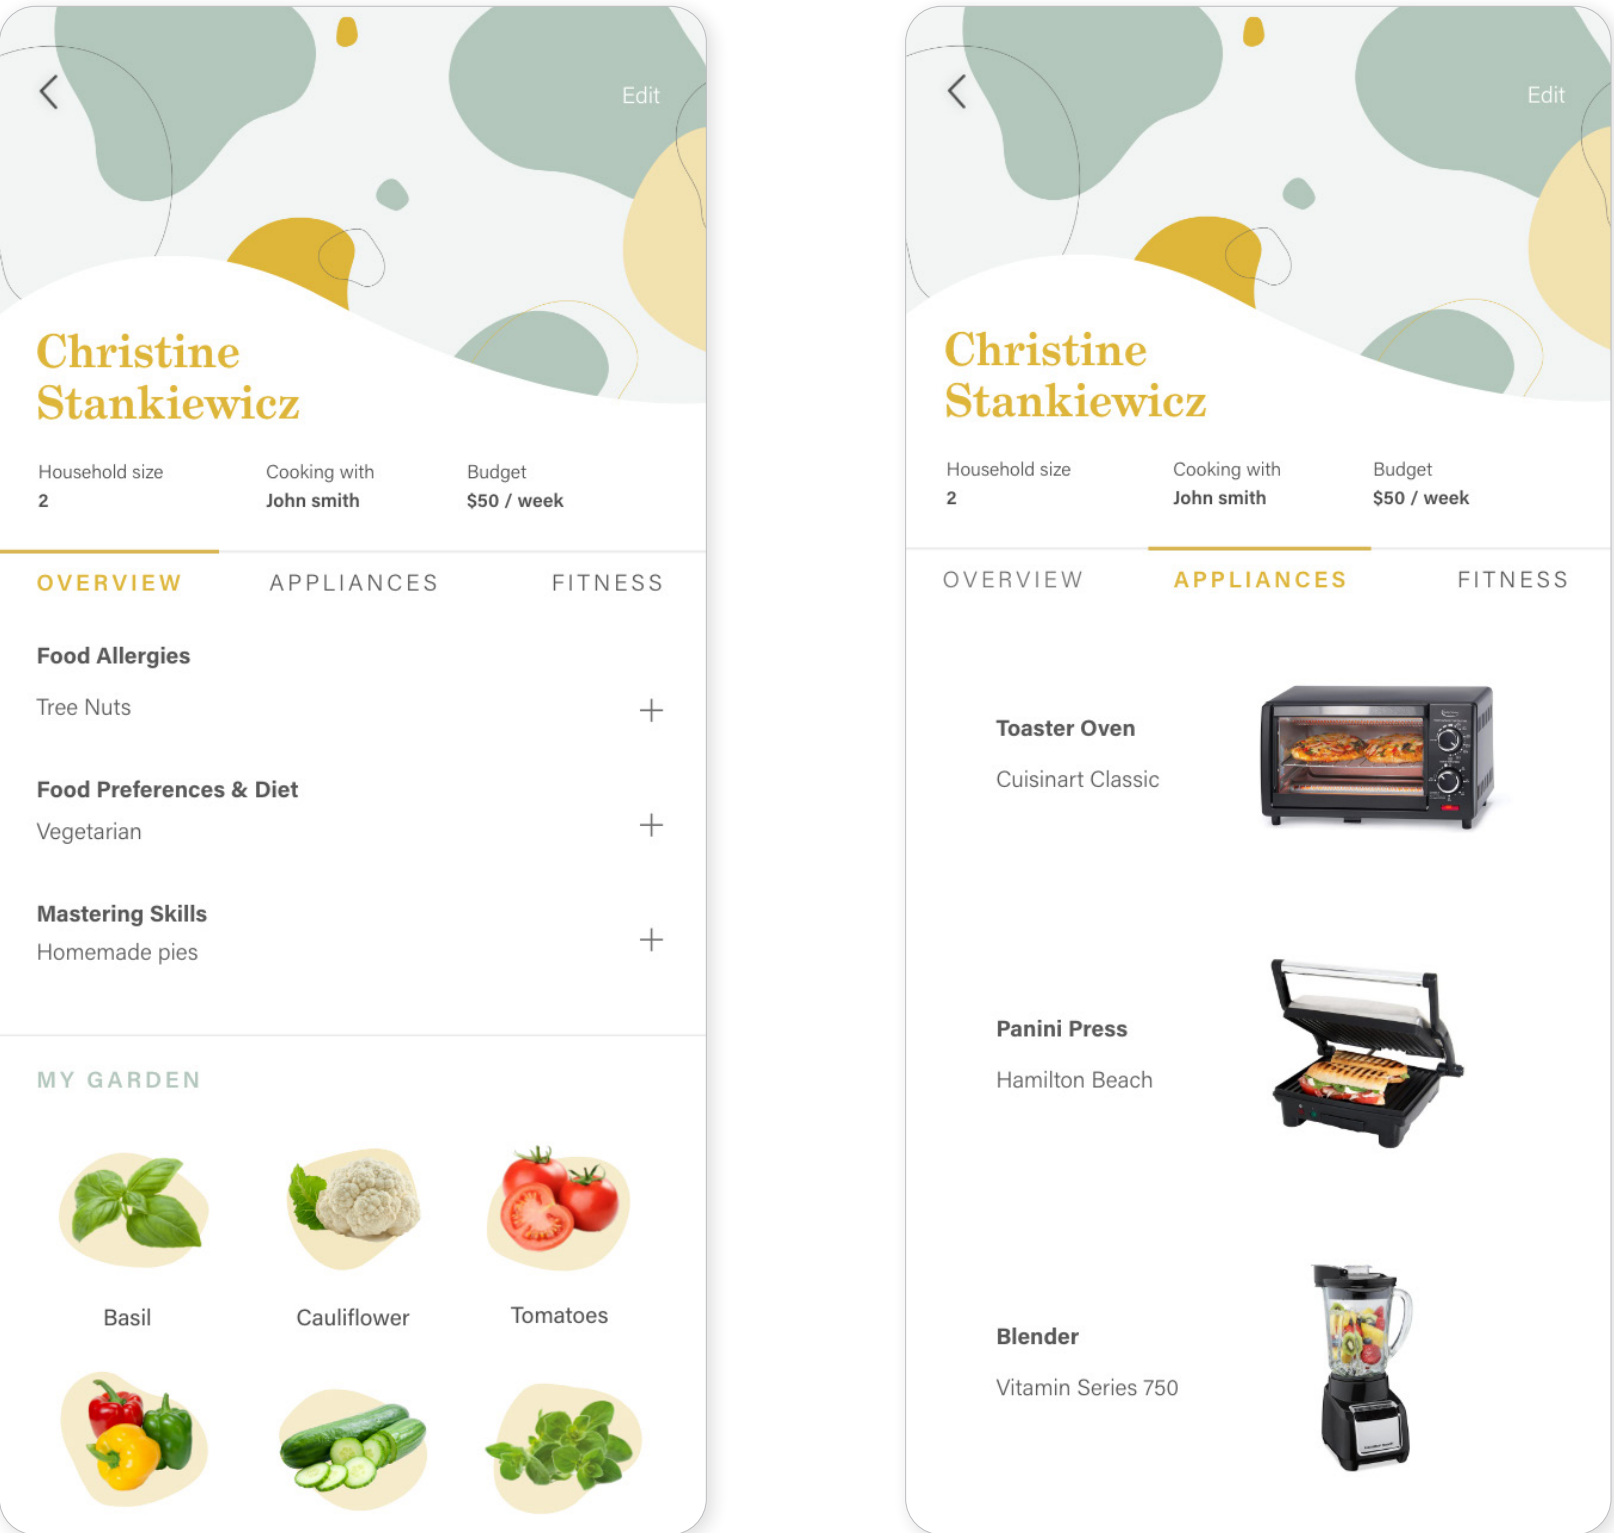 Edit
Christine
Stankiewicz
Household size
Cooking with
Budget
2
John smith
$50 / week
OVERVIEW
APPLIANCES
FITNESS
Food Allergies
Tree Nuts
Food Preferences & Diet
Vegetarian
Mastering Skills
Homemade pies
MY GARDEN
Basil
Cauliflower
Tomatoes
Edit
Christine
Stankiewicz
Household size
Cooking with
Budget
2
John smith
$50 / week
OVERVIEW
APPLIANCES
FITNESS
Toaster Oven
Cuisinart Classic
Panini Press
Hamilton Beach
Blender
Vitamin Series 750